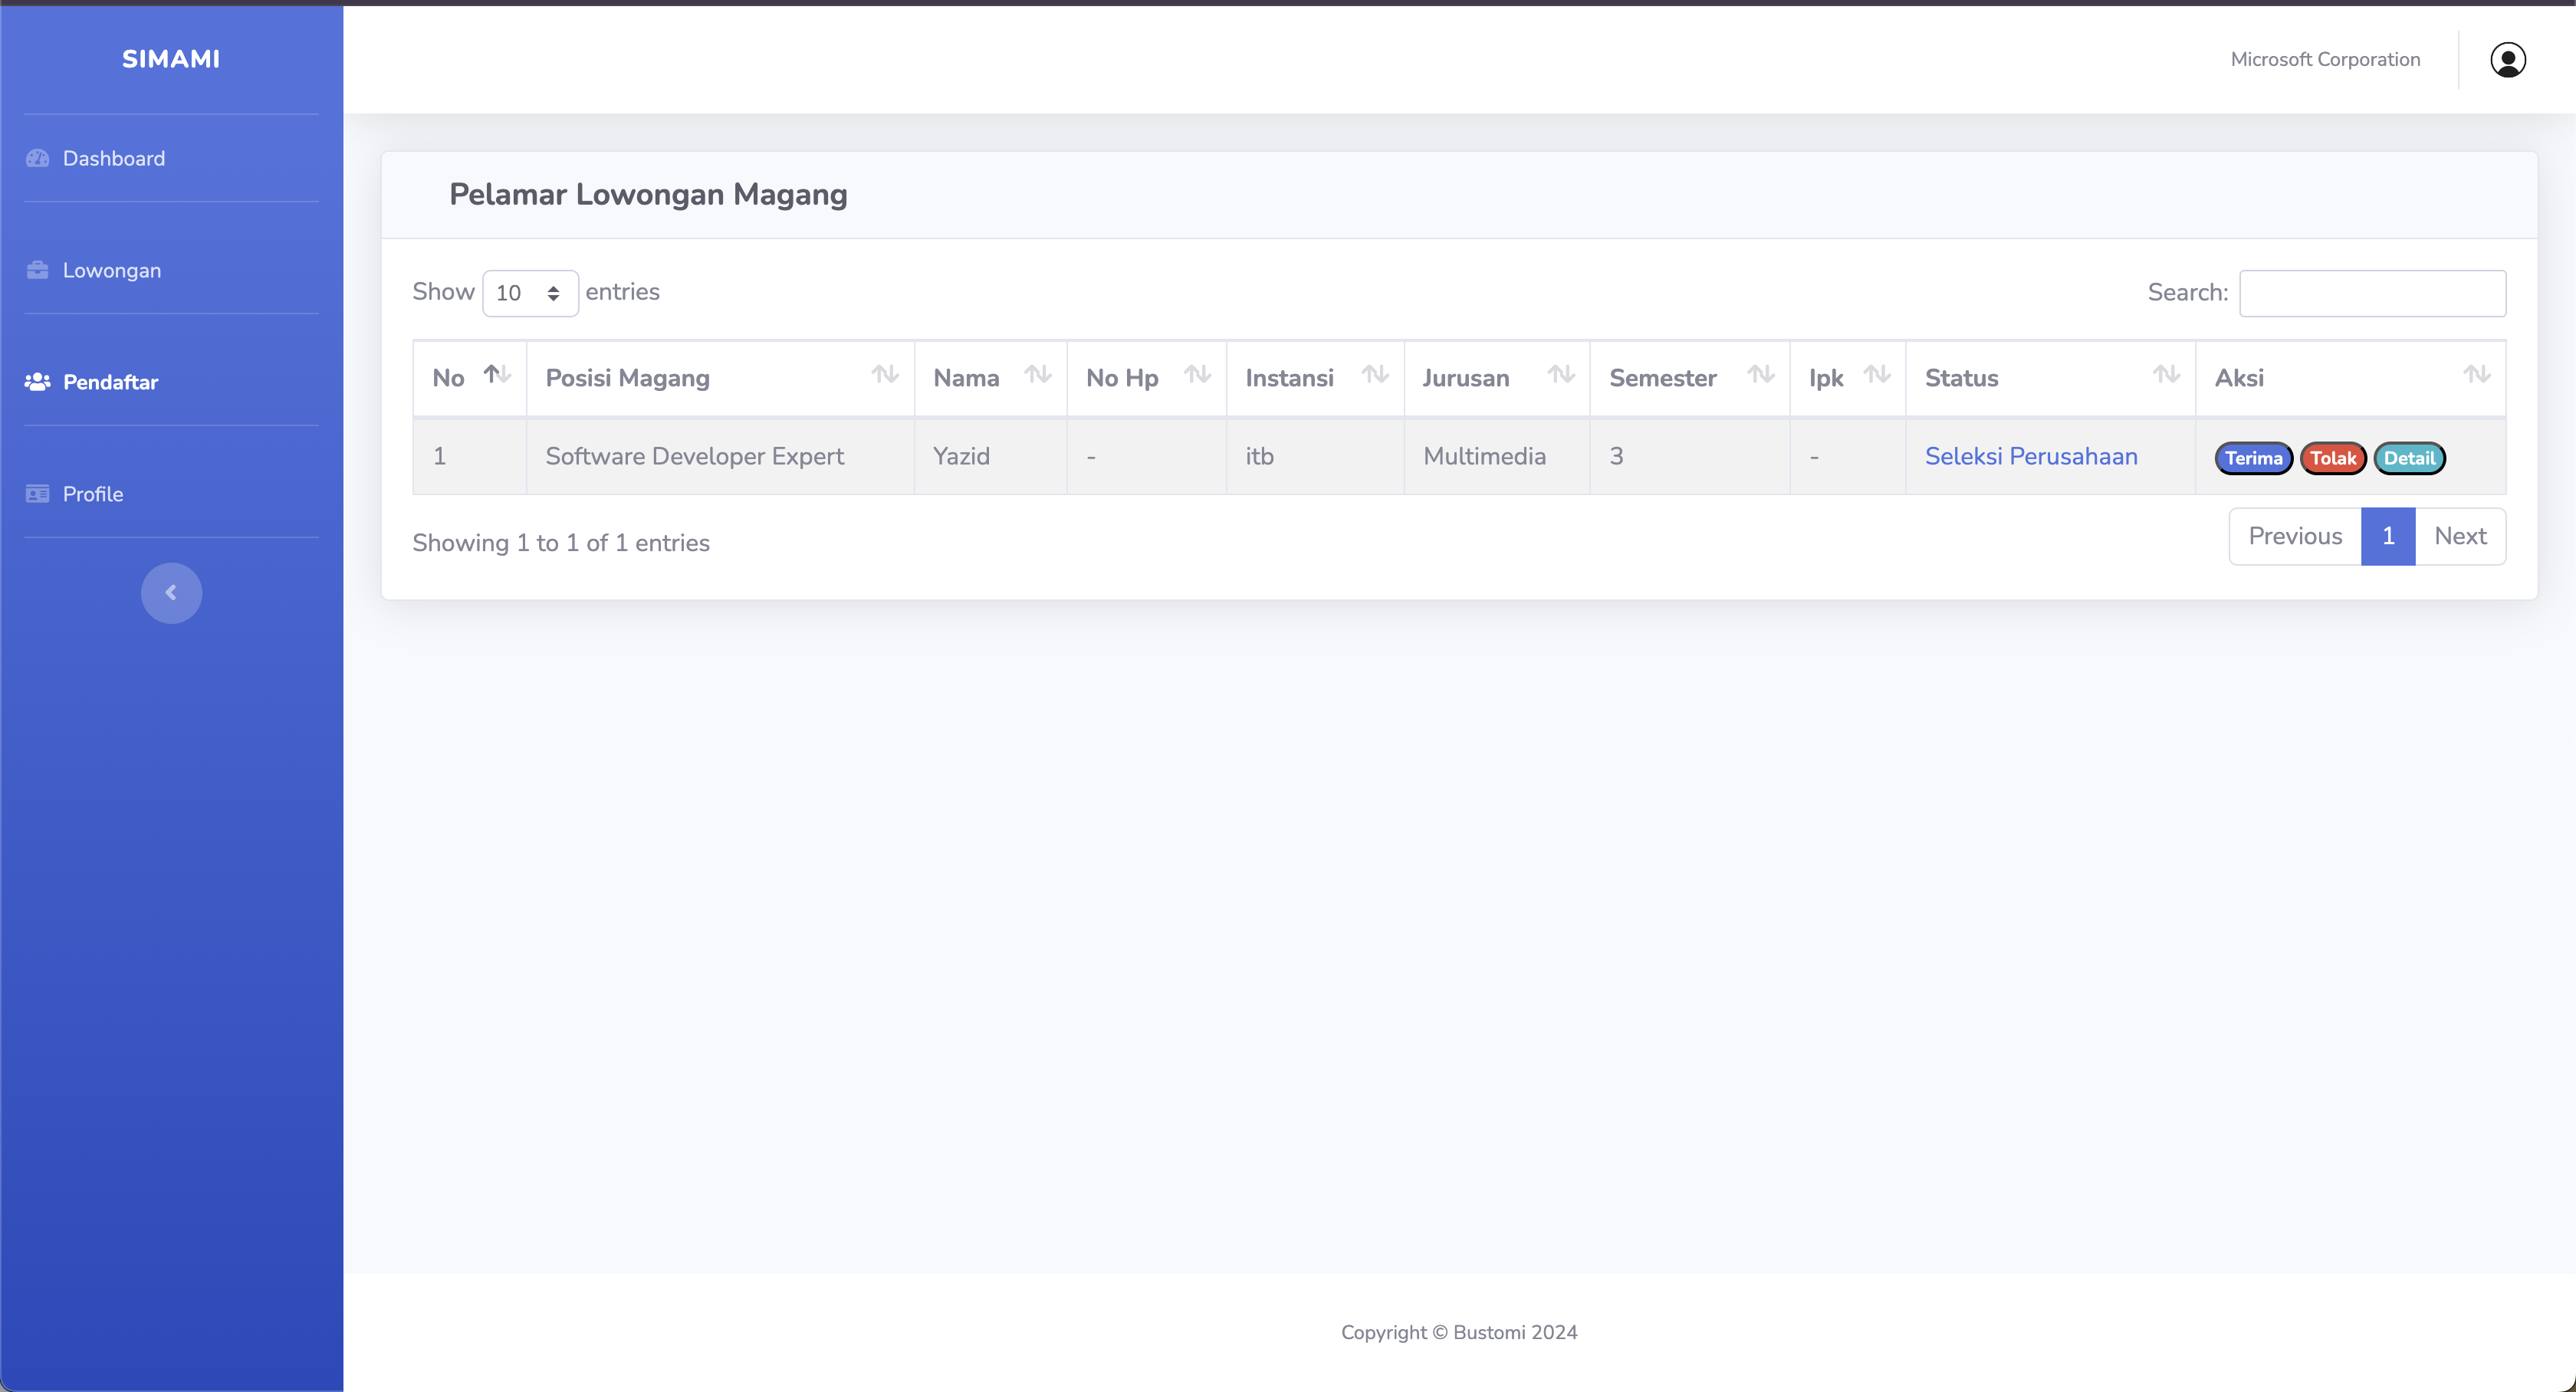 SIMAMI
Microsoft Corporation
Dashboard
Lowongan
Pendaftar
Profile
Pelamar Lowongan Magang
Show 10 entries
Search:
No Posisi Magang Nama No Hp Instansi Jurusan Semester Ipk Status Aksi
1 Software Developer Expert Yazid - itb Multimedia 3 - Seleksi Perusahaan Terima Tolak Detail
Showing 1 to 1 of 1 entries
Previous 1 Next
Copyright © Bustomi 2024